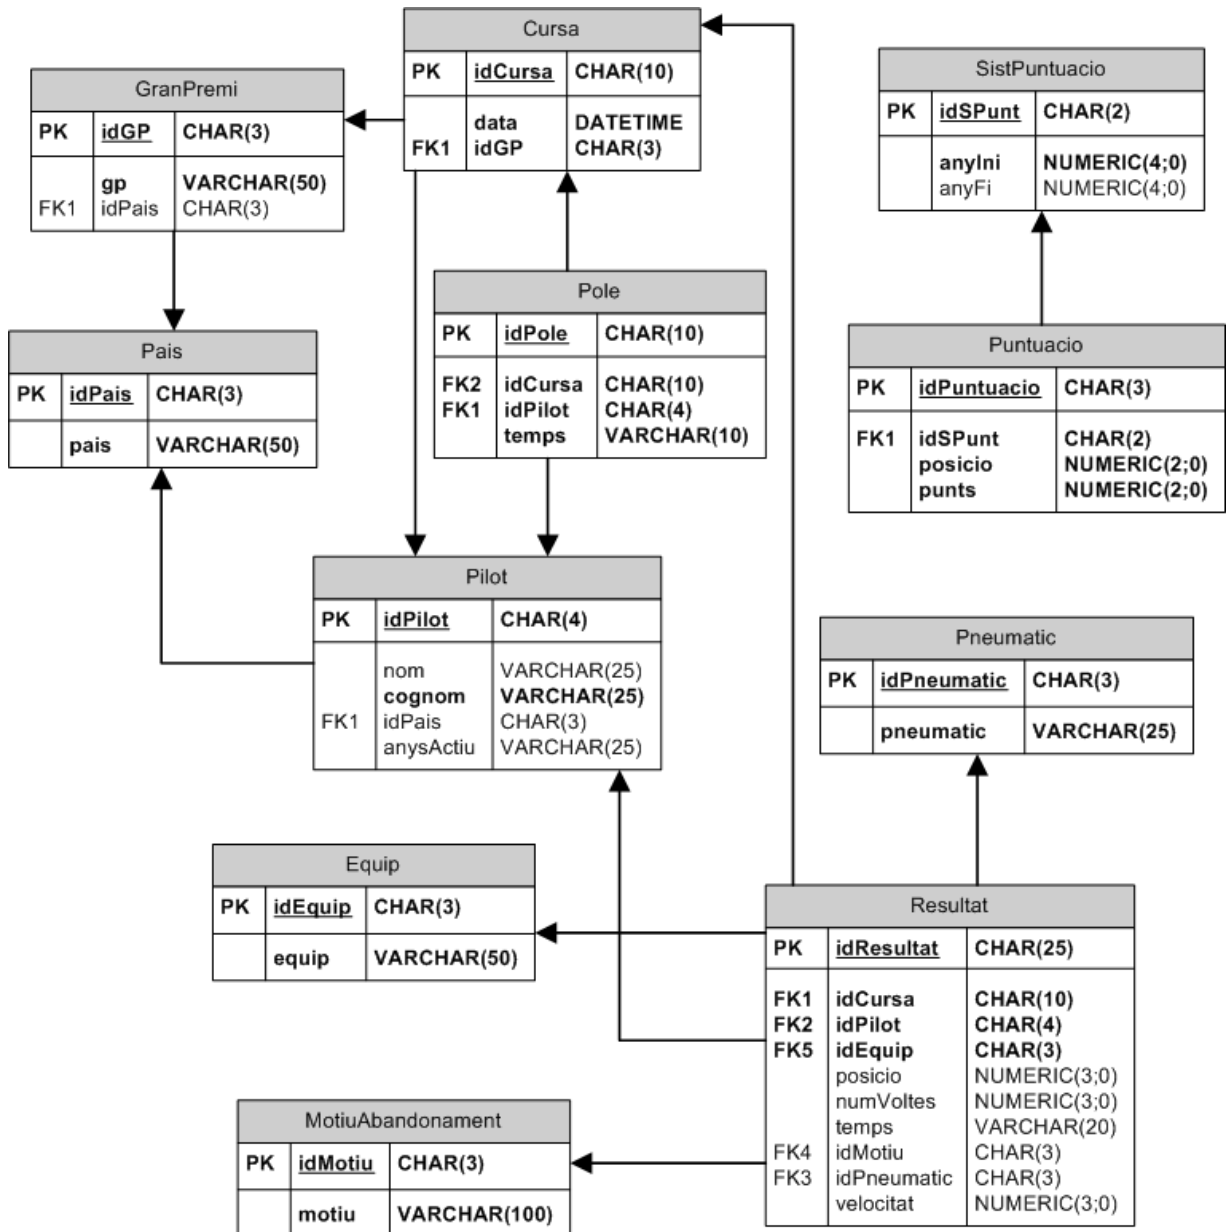 Cursa
PK idCursa CHAR(10)
data DATETIME
FK1 idGP CHAR(3)
GranPremi
PK idGP CHAR(3)
gp VARCHAR(50)
FK1 idPais CHAR(3)
SistPuntuacio
PK idSPunt CHAR(2)
anyIni NUMERIC(4;0)
anyFi NUMERIC(4;0)
Pole
PK idPole CHAR(10)
FK2 idCursa CHAR(10)
FK1 idPilot CHAR(4)
temps VARCHAR(10)
Pais
PK idPais CHAR(3)
pais VARCHAR(50)
Puntuacio
PK idPuntuacio CHAR(3)
FK1 idSPunt CHAR(2)
posicio NUMERIC(2;0)
punts NUMERIC(2;0)
Pilot
PK idPilot CHAR(4)
nom VARCHAR(25)
cognom VARCHAR(25)
FK1 idPais CHAR(3)
anysActiu VARCHAR(25)
Pneumatic
PK idPneumatic CHAR(3)
pneumatic VARCHAR(25)
Equip
PK idEquip CHAR(3)
equip VARCHAR(50)
Resultat
PK idResultat CHAR(25)
FK1 idCursa CHAR(10)
FK2 idPilot CHAR(4)
FK5 idEquip CHAR(3)
posicio NUMERIC(3;0)
numVoltes NUMERIC(3;0)
temps VARCHAR(20)
FK4 idMotiu CHAR(3)
FK3 idPneumatic CHAR(3)
velocitat NUMERIC(3;0)
MotiuAbandonament
PK idMotiu CHAR(3)
motiu VARCHAR(100)